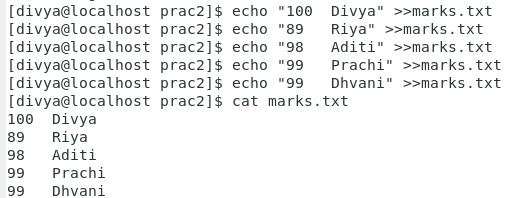 [divya@localhost prac2]$ echo "100  Divya" >>marks.txt
[divya@localhost prac2]$ echo "89   Riya" >>marks.txt
[divya@localhost prac2]$ echo "98   Aditi" >>marks.txt
[divya@localhost prac2]$ echo "99   Prachi" >>marks.txt
[divya@localhost prac2]$ echo "99   Dhvani" >>marks.txt
[divya@localhost prac2]$ cat marks.txt
100  Divya
89   Riya
98   Aditi
99   Prachi
99   Dhvani